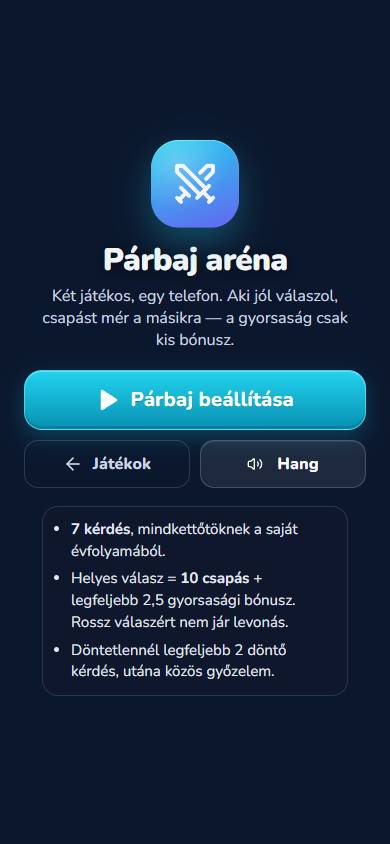 Párbaj aréna
Két játékos, egy telefon. Aki jól válaszol,
csapást mér a másikra — a gyorsaság csak
kis bónusz.
Párbaj beállítása
Játékok
Hang
• 7 kérdés, mindkettőtöknek a saját
évfolyamából.
• Helyes válasz = 10 csapás +
legfeljebb 2,5 gyorsasági bónusz.
Rossz válaszért nem jár levonás.
• Döntetlennél legfeljebb 2 döntő
kérdés, utána közös győzelem.